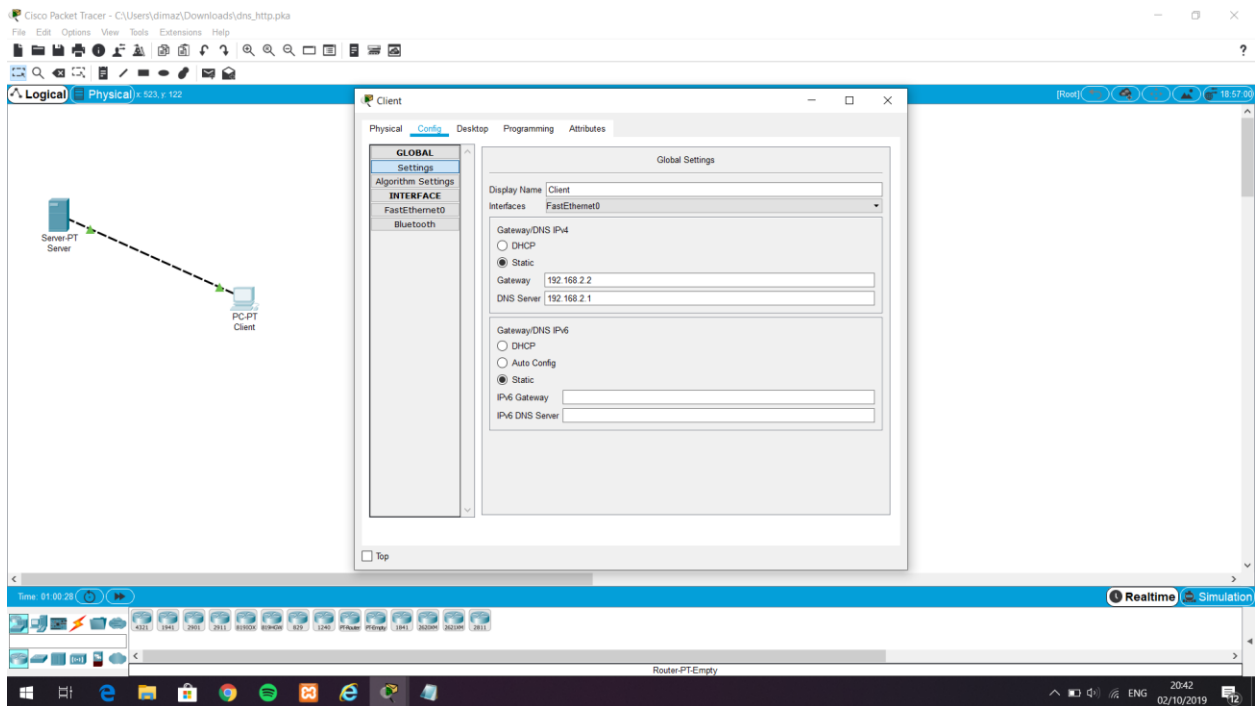 Cisco Packet Tracer - C:\Users\dimaz\Downloads\dns_http.pka
File Edit Options View Tools Extensions Help
?
Logical Physical x: 523, y: 122
[Root] 18:57:00
Server-PT
Server
PC-PT
Client
Client
Physical Config Desktop Programming Attributes
GLOBAL
Settings
Algorithm Settings
INTERFACE
FastEthernet0
Bluetooth
Global Settings
Display Name Client
Interfaces FastEthernet0
Gateway/DNS IPv4
DHCP
Static
Gateway 192.168.2.2
DNS Server 192.168.2.1
Gateway/DNS IPv6
DHCP
Auto Config
Static
IPv6 Gateway
IPv6 DNS Server
Top
Time: 01:00:28
Realtime Simulation
4321 1941 2901 2911 819IOX 819HGW 829 1240 PT-Router PT-Empty 1841 2620XM 2621XM 2811
Router-PT-Empty
ENG
20:42
02/10/2019
12